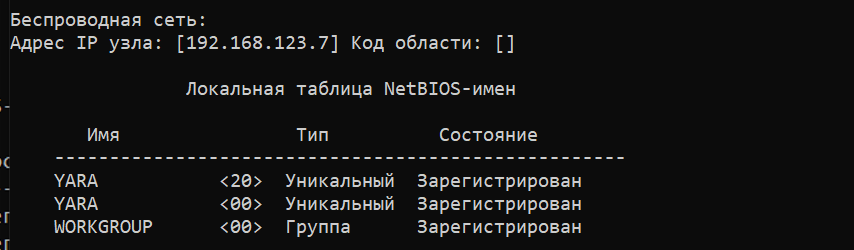 Беспроводная сеть:
Адрес IP узла: [192.168.123.7] Код области: []
Локальная таблица NetBIOS-имен
Имя Тип Состояние
----------------------------------------------------
YARA <20> Уникальный Зарегистрирован
YARA <00> Уникальный Зарегистрирован
WORKGROUP <00> Группа Зарегистрирован